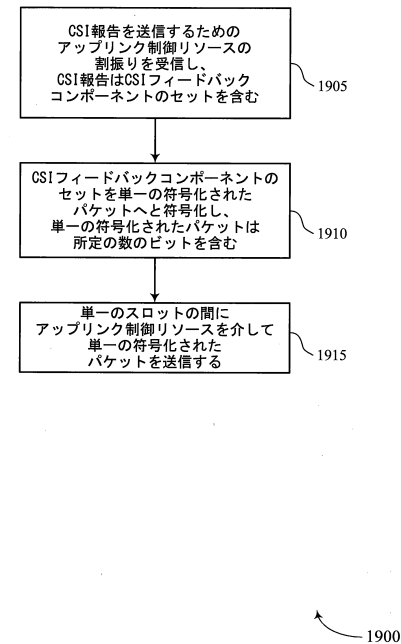 CSI報告を送信するための
アップリンク制御リソースの
割振りを受信し、
CSI報告はCSIフィードバック
コンポーネントのセットを含む
1905
CSIフィードバックコンポーネントの
セットを単一の符号化された
パケットへと符号化し、
単一の符号化されたパケットは
所定の数のビットを含む
1910
単一のスロットの間に
アップリンク制御リソースを介して
単一の符号化された
パケットを送信する
1915
1900